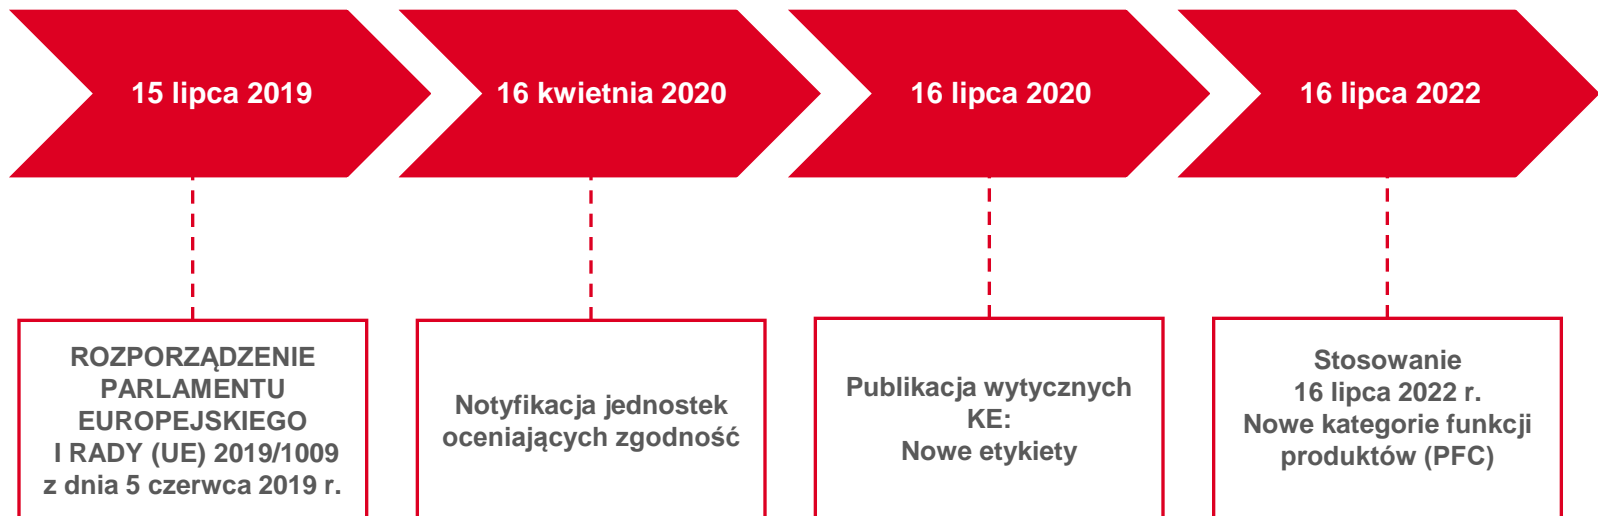 15 lipca 2019
16 kwietnia 2020
16 lipca 2020
16 lipca 2022
ROZPORZĄDZENIE
PARLAMENTU
EUROPEJSKIEGO
I RADY (UE) 2019/1009
z dnia 5 czerwca 2019 r.
Notyfikacja jednostek
oceniających zgodność
Publikacja wytycznych
KE:
Nowe etykiety
Stosowanie
16 lipca 2022 r.
Nowe kategorie funkcji
produktów (PFC)